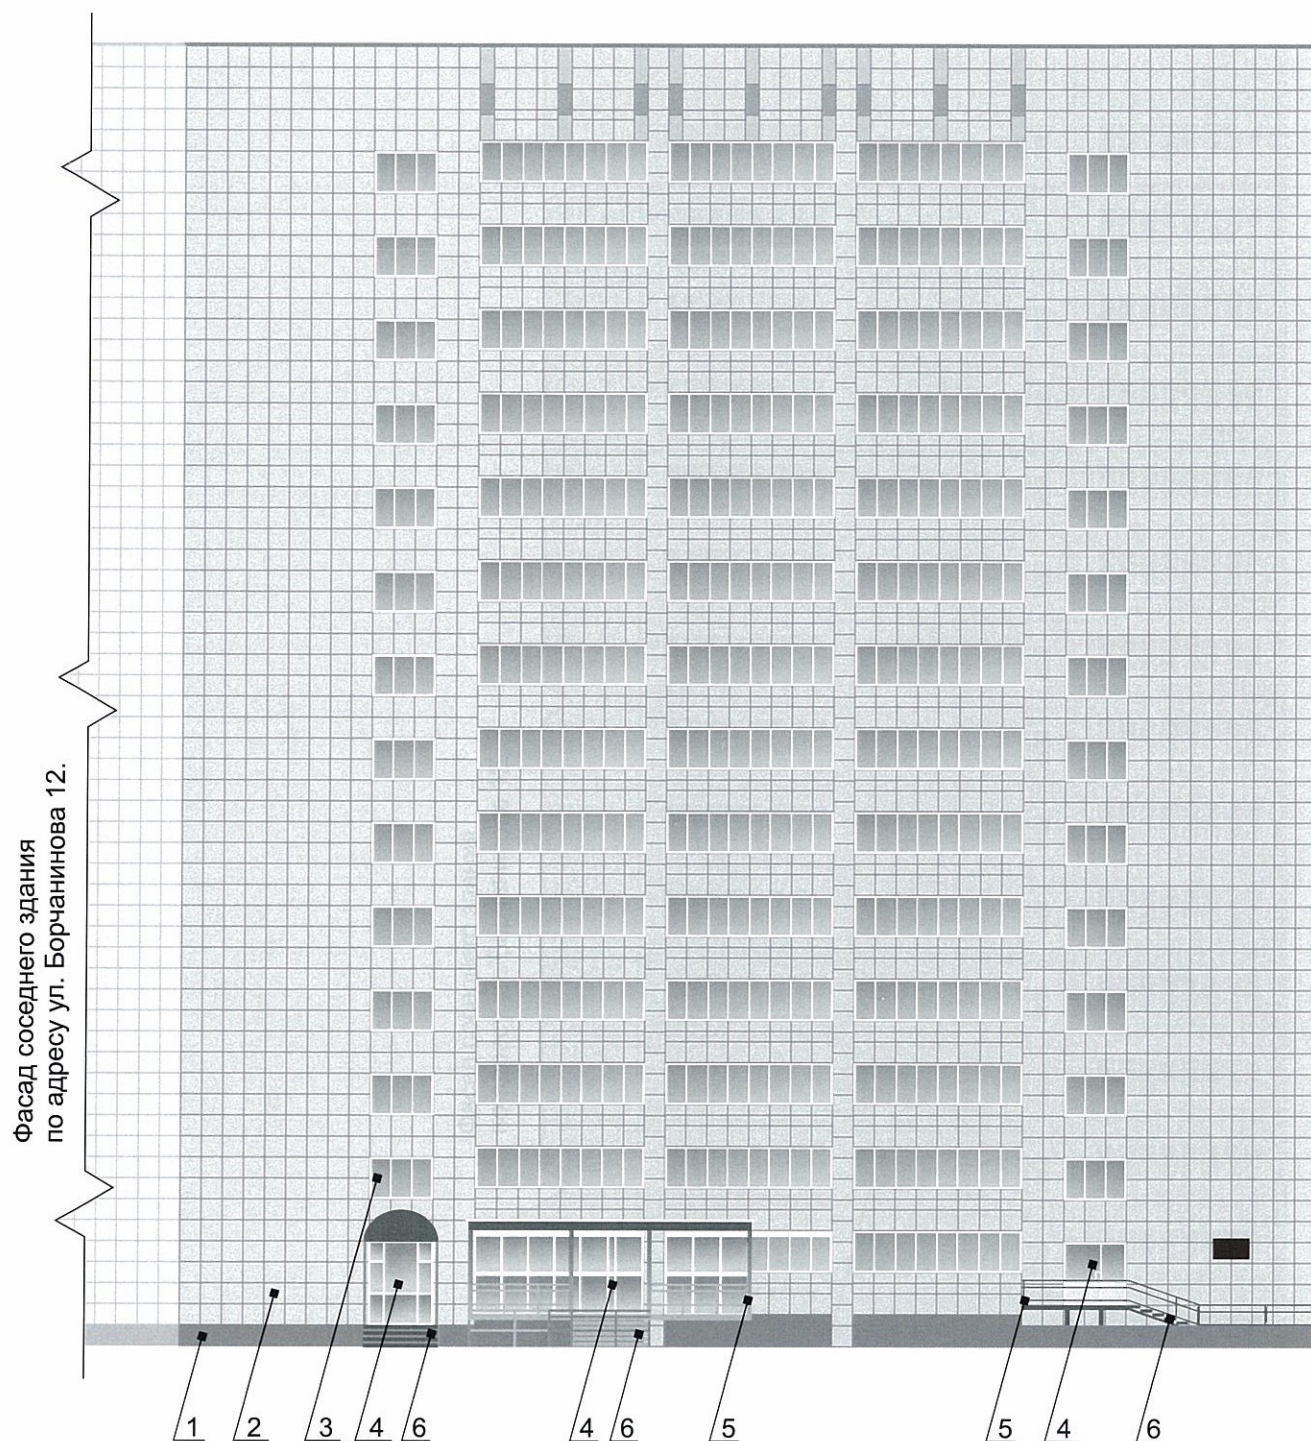 Фасад соседнего здания
по адресу ул. Борчанинова 12.
1 2 3 4 6 4 6 5 5 4 6